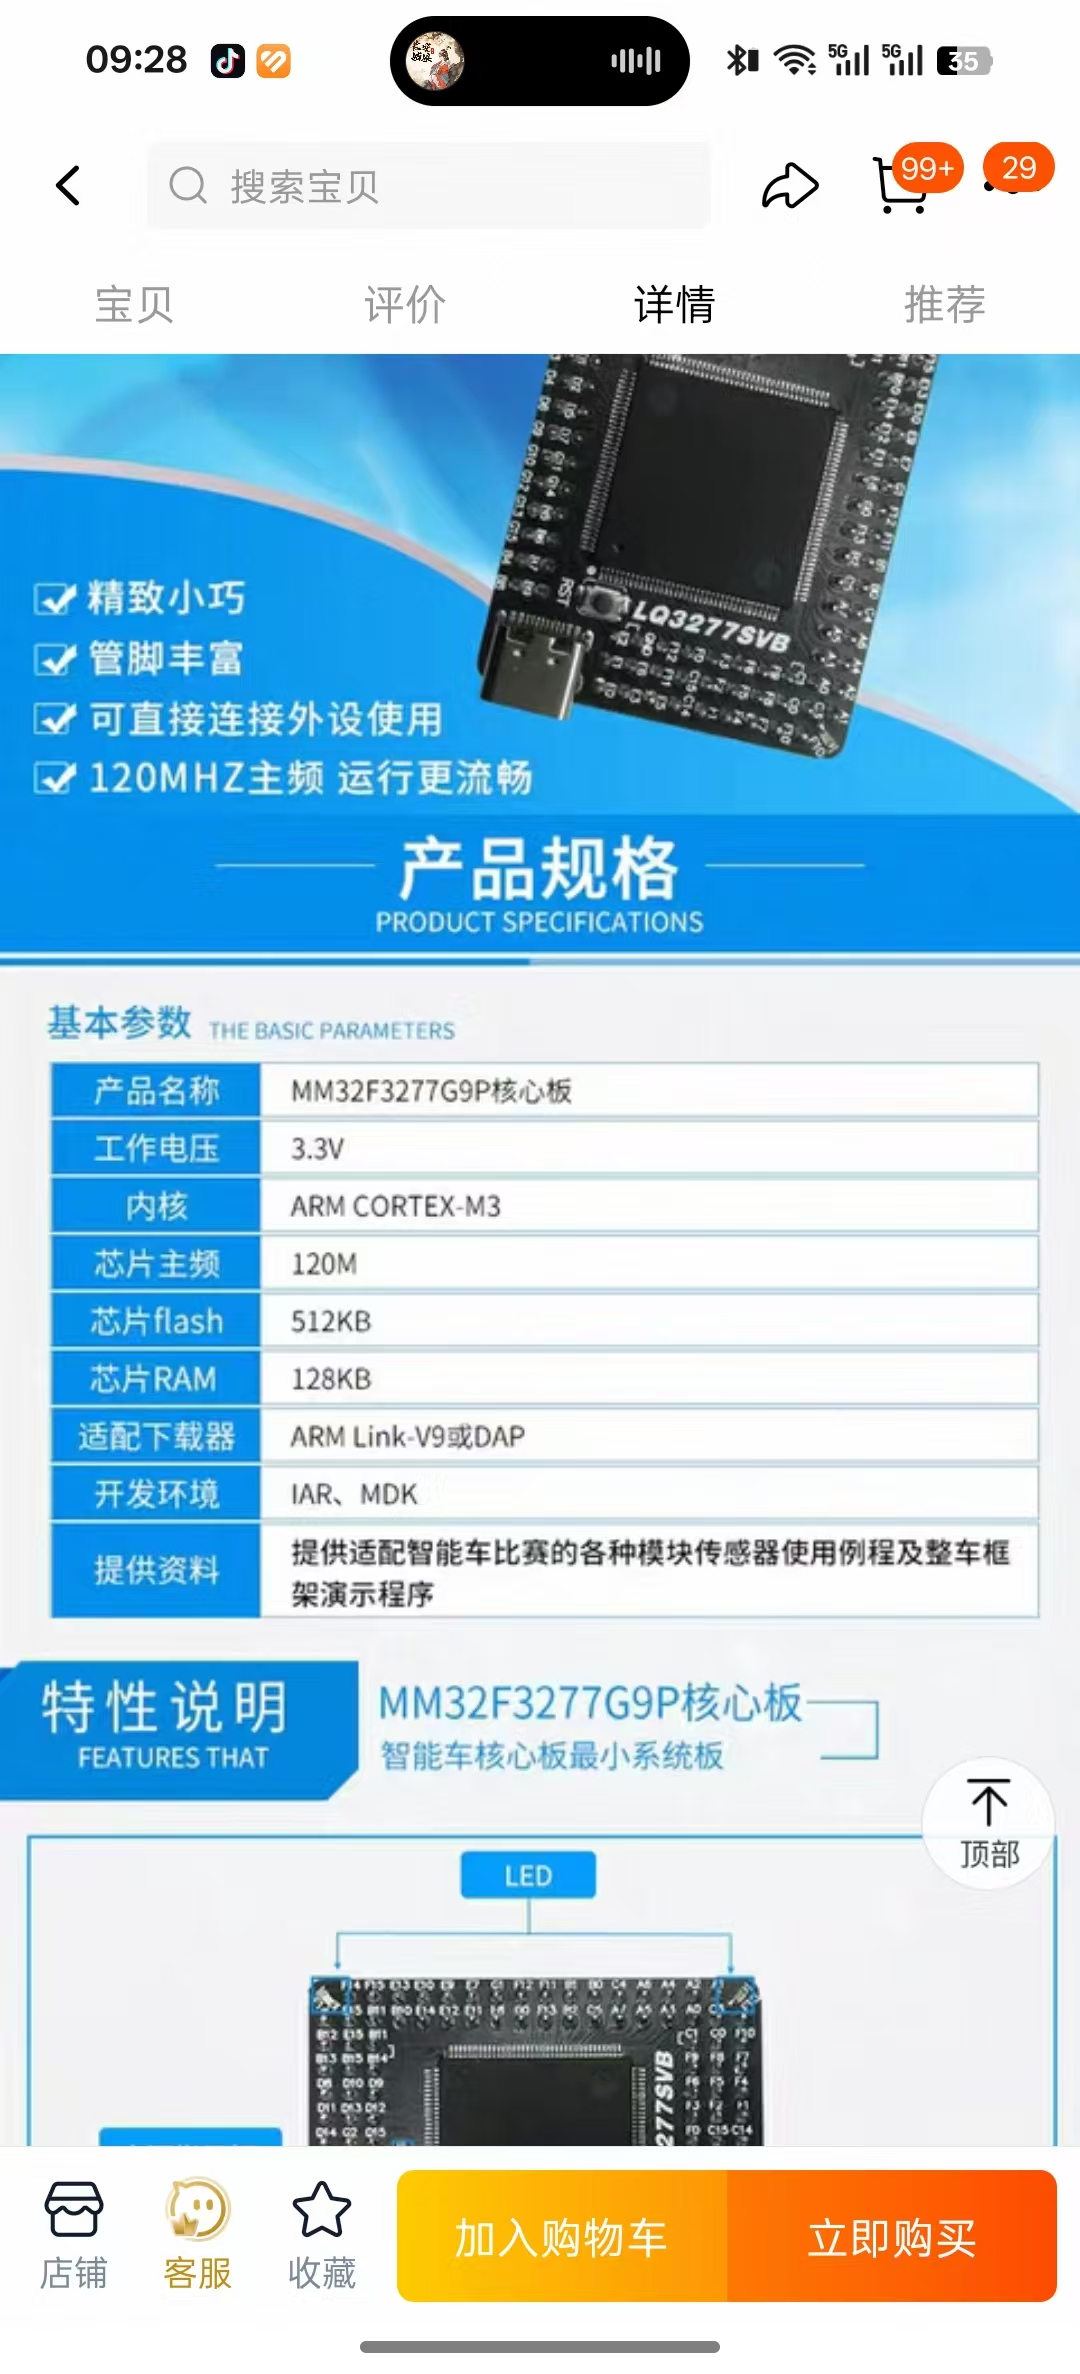 09:28
5G 5G 35
搜索宝贝
99+
29
宝贝 评价 详情 推荐
RST
LQ3277SVB
精致小巧
管脚丰富
可直接连接外设使用
120MHZ主频 运行更流畅
产品规格
PRODUCT SPECIFICATIONS
基本参数 THE BASIC PARAMETERS
产品名称 MM32F3277G9P核心板
工作电压 3.3V
内核 ARM CORTEX-M3
芯片主频 120M
芯片flash 512KB
芯片RAM 128KB
适配下载器 ARM Link-V9或DAP
开发环境 IAR、MDK
提供资料 提供适配智能车比赛的各种模块传感器使用例程及整车框
架演示程序
特性说明
FEATURES THAT
MM32F3277G9P核心板
智能车核心板最小系统板
顶部
LED
277SVB
店铺 客服 收藏 加入购物车 立即购买